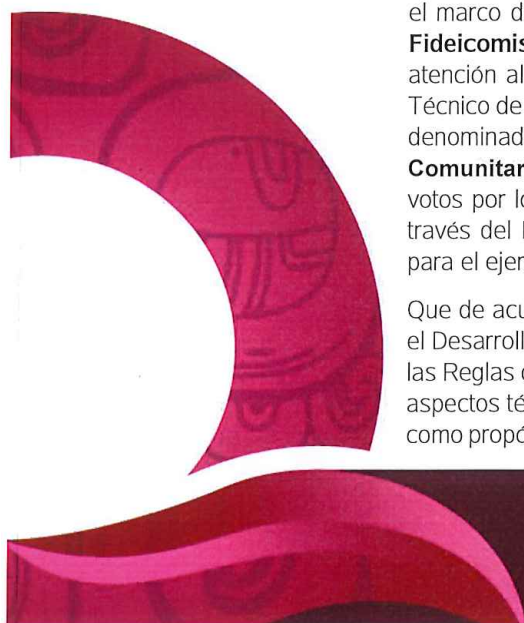 el marco d
Fideicomis
atención al
Técnico de
denominad
Comunitar
votos por lo
través del
para el ejer
Que de acu
el Desarroll
las Reglas
aspectos té
como propó